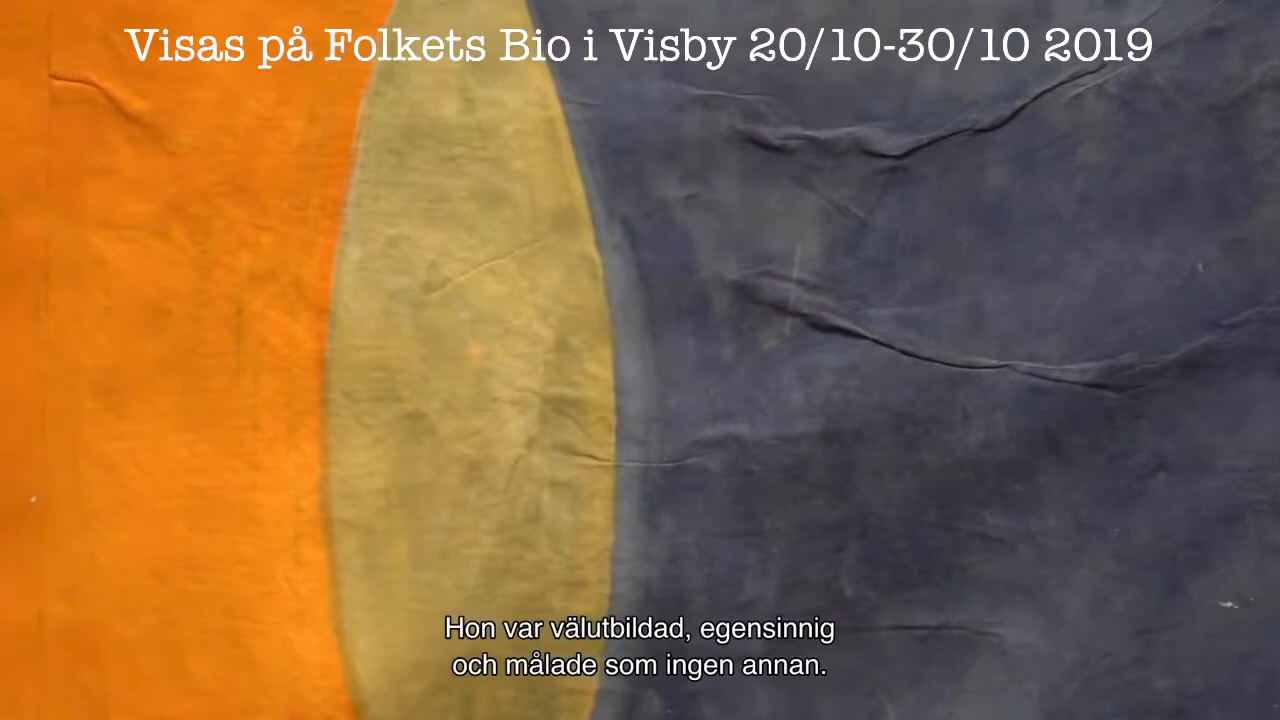 Visas på Folkets Bio i Visby 20/10-30/10 2019
Hon var välutbildad, egensinnig
och målade som ingen annan.